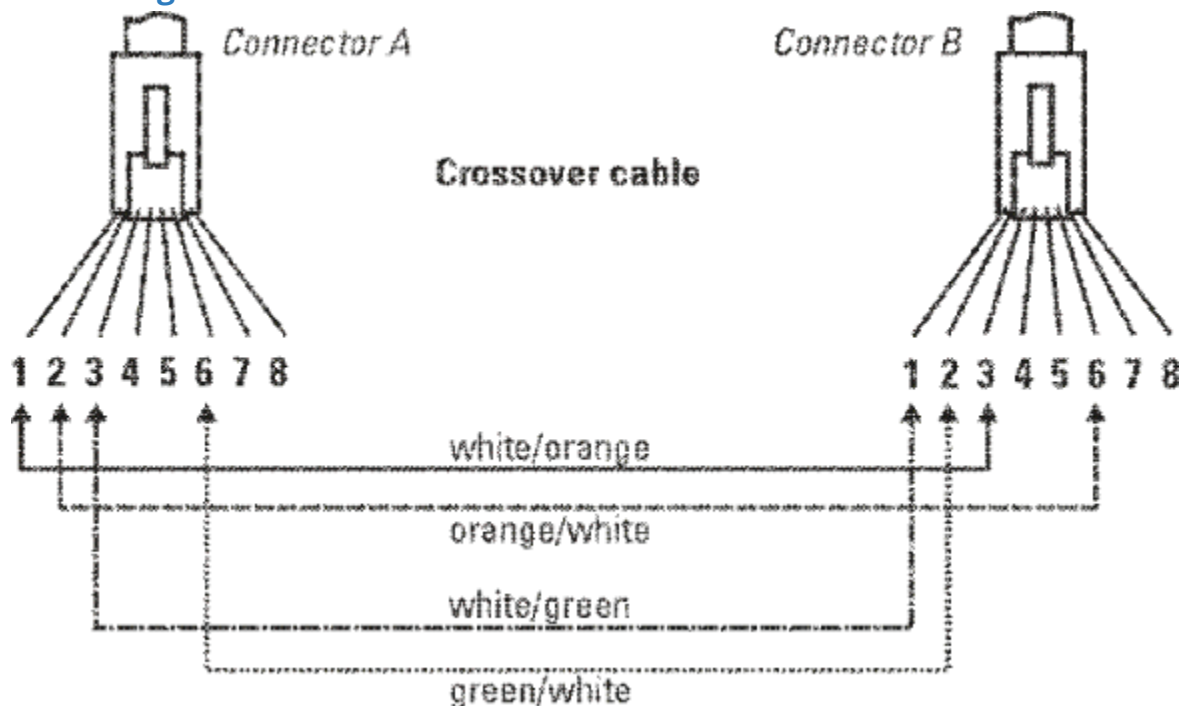 Connector A
Connector B
Crossover cable
1 2 3 4 5 6 7 8
1 2 3 4 5 6 7 8
white/orange
orange/white
white/green
green/white